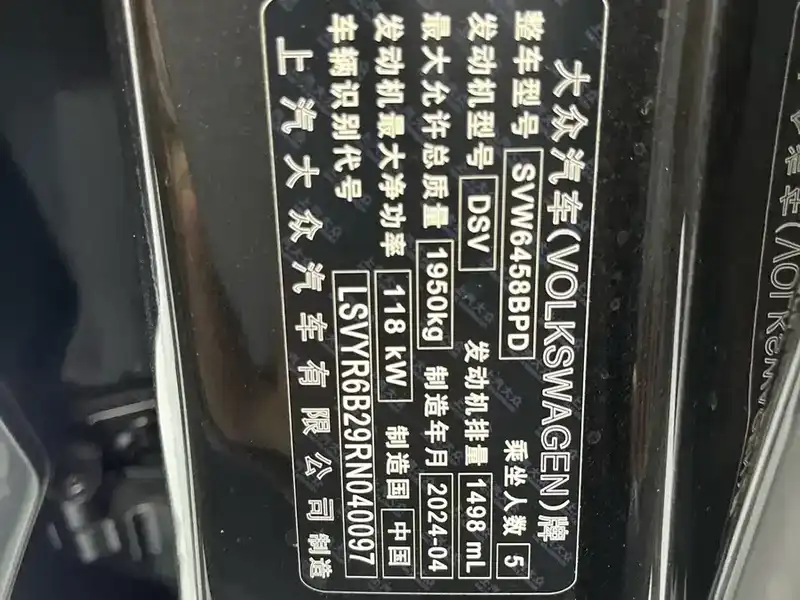 大众汽车(VOLKSWAGEN)牌
整车型号 SVW6458BPD 乘坐人数 5
发动机型号 DSV 发动机排量 1498 mL
最大允许总质量 1950kg 制造年月 2024-04
发动机最大净功率 118 kW 制造国 中国
车辆识别代号 LSVYR6B29RN040097
上汽大众汽车有限公司 制造